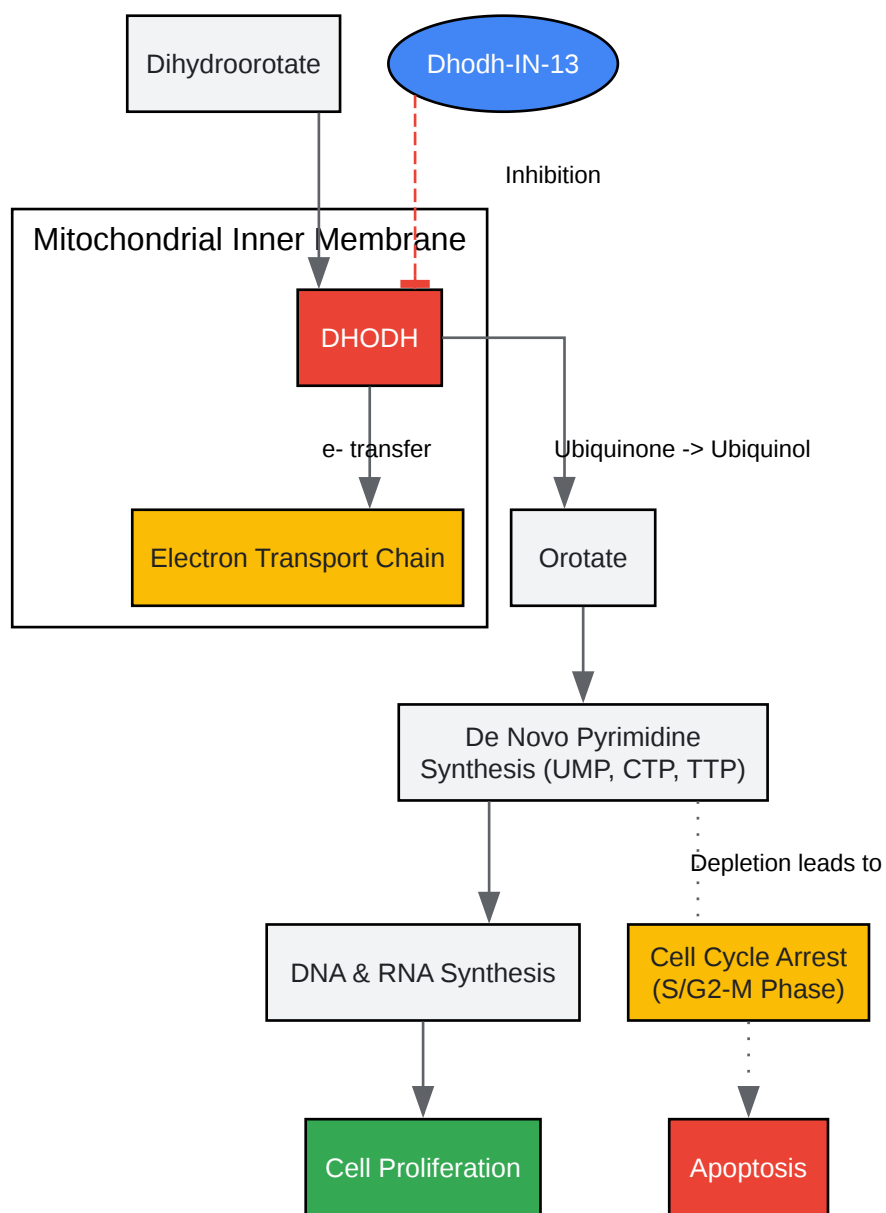 Dihydroorotate
Dhodh-IN-13
Inhibition
Mitochondrial Inner Membrane
DHODH
e- transfer
Ubiquinone -> Ubiquinol
Electron Transport Chain
Orotate
De Novo Pyrimidine
Synthesis (UMP, CTP, TTP)
Depletion leads to
DNA & RNA Synthesis
Cell Cycle Arrest
(S/G2-M Phase)
Cell Proliferation
Apoptosis